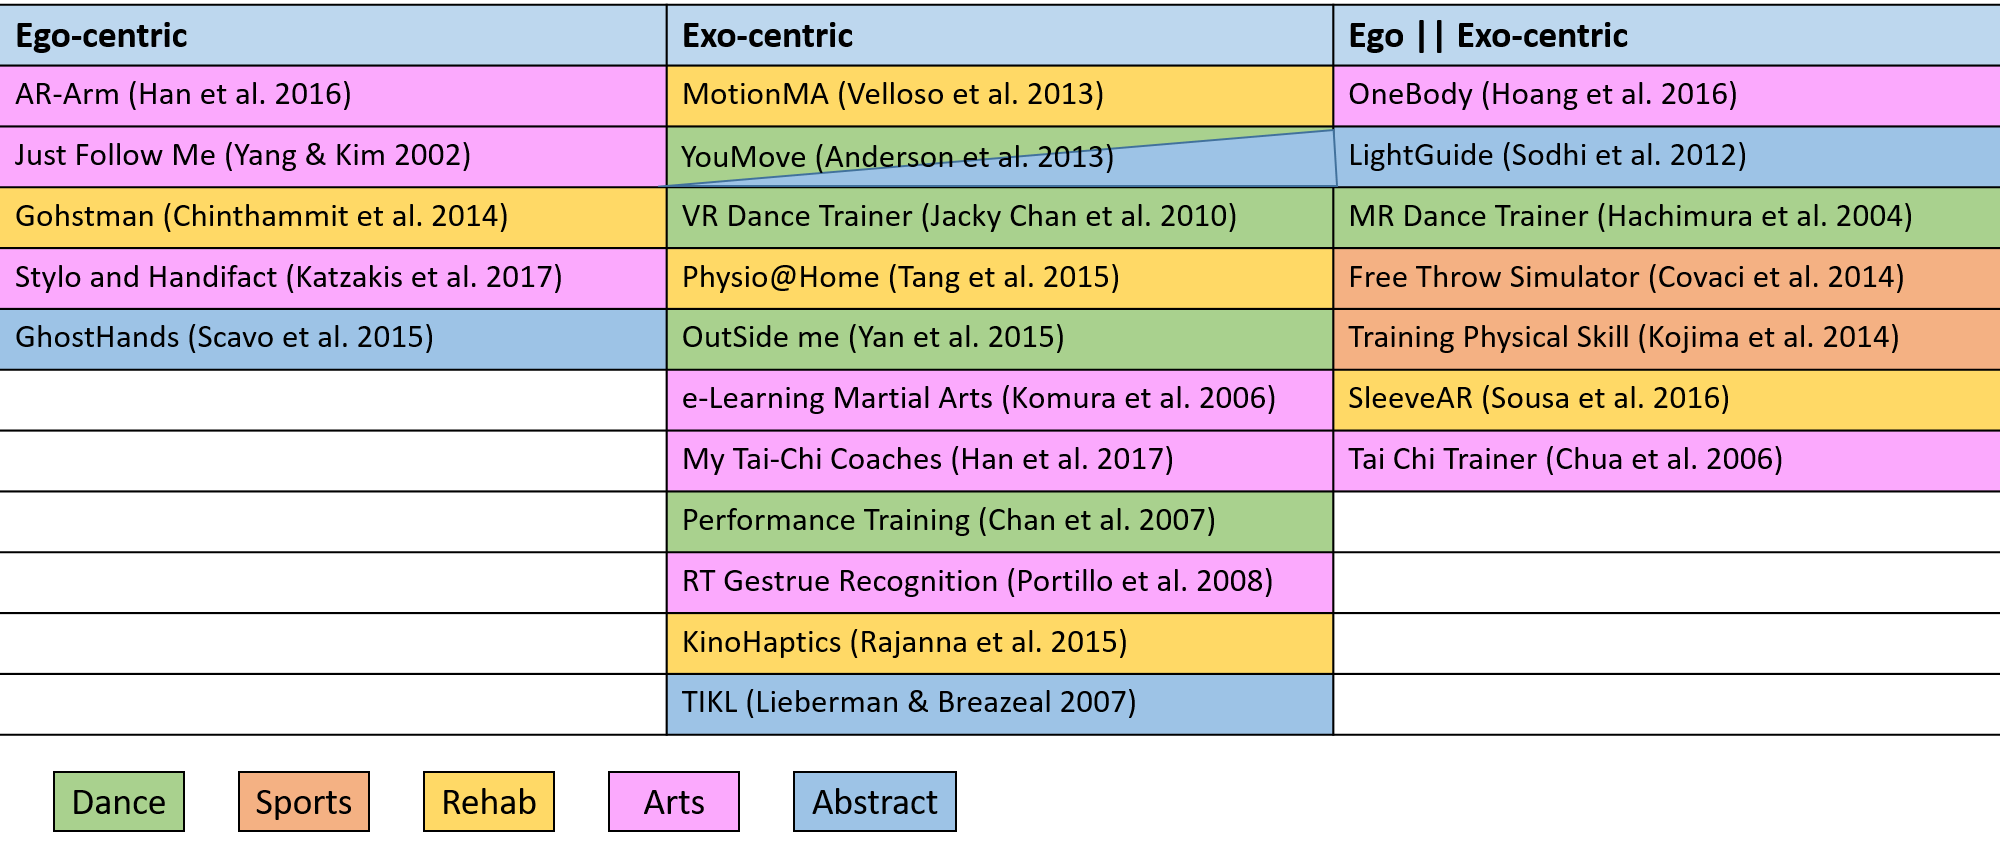 Ego-centric Exo-centric Ego || Exo-centric
AR-Arm (Han et al. 2016) MotionMA (Velloso et al. 2013) OneBody (Hoang et al. 2016)
Just Follow Me (Yang & Kim 2002) YouMove (Anderson et al. 2013) LightGuide (Sodhi et al. 2012)
Gohstman (Chinthammit et al. 2014) VR Dance Trainer (Jacky Chan et al. 2010) MR Dance Trainer (Hachimura et al. 2004)
Stylo and Handifact (Katzakis et al. 2017) Physio@Home (Tang et al. 2015) Free Throw Simulator (Covaci et al. 2014)
GhostHands (Scavo et al. 2015) OutSide me (Yan et al. 2015) Training Physical Skill (Kojima et al. 2014)
e-Learning Martial Arts (Komura et al. 2006) SleeveAR (Sousa et al. 2016)
My Tai-Chi Coaches (Han et al. 2017) Tai Chi Trainer (Chua et al. 2006)
Performance Training (Chan et al. 2007)
RT Gestrue Recognition (Portillo et al. 2008)
KinoHaptics (Rajanna et al. 2015)
TIKL (Lieberman & Breazeal 2007)
Dance Sports Rehab Arts Abstract